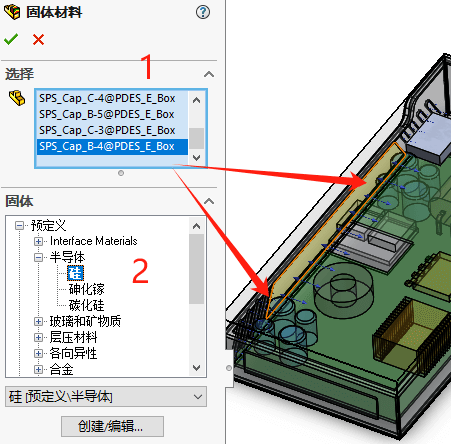 固体材料
1
选择
SPS_Cap_C-4@PDES_E_Box
SPS_Cap_B-5@PDES_E_Box
SPS_Cap_C-3@PDES_E_Box
SPS_Cap_B-4@PDES_E_Box
固体
预定义
Interface Materials
半导体
硅
2
砷化镓
碳化硅
玻璃和矿物质
层压材料
各向异性
合金
硅 [预定义\半导体]
创建/编辑...